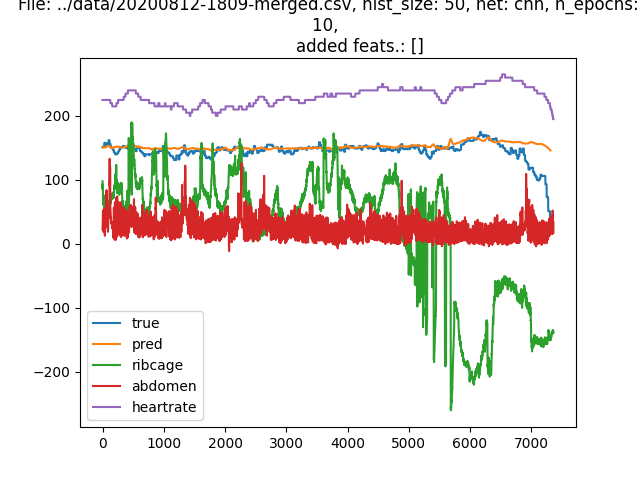 File: ../data/20200812-1809-merged.csv, hist_size: 50, net: cnn, n_epochs:
10,
added feats.: []
200
100
0
−100
−200
true
pred
ribcage
abdomen
heartrate
0
1000
2000
3000
4000
5000
6000
7000